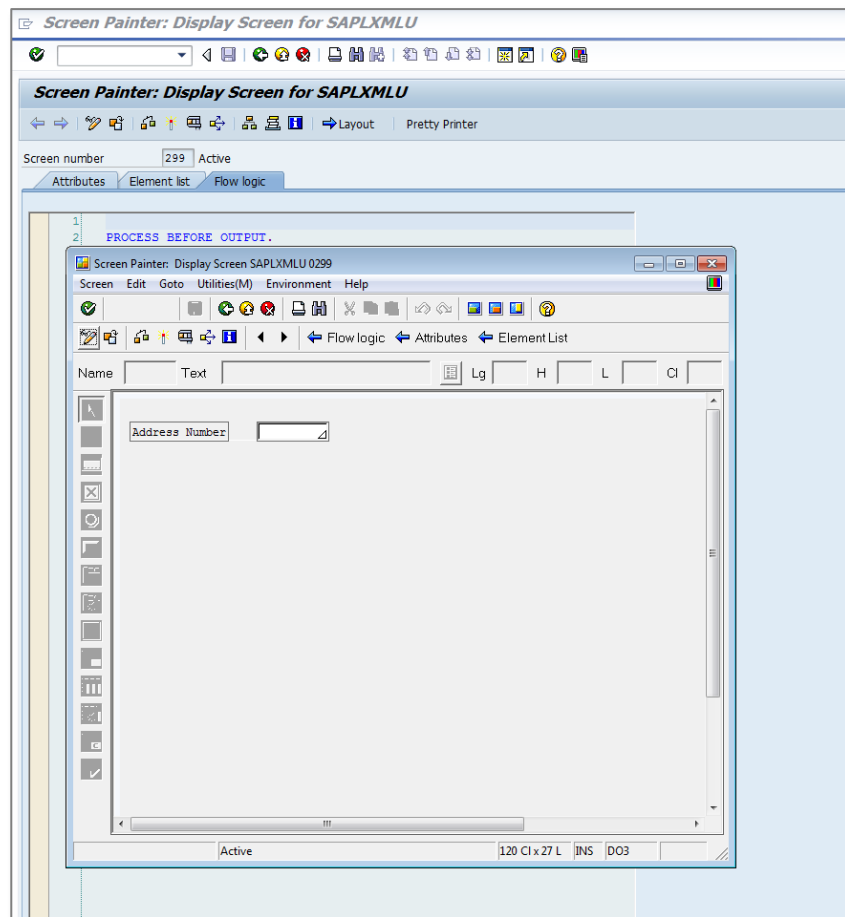 Screen Painter: Display Screen for SAPLXMLU
Screen Painter: Display Screen for SAPLXMLU
Layout Pretty Printer
Screen number 299 Active
Attributes Element list Flow logic
1
2 PROCESS BEFORE OUTPUT.
Screen Painter: Display Screen SAPLXMLU 0299
Screen Edit Goto Utilities(M) Environment Help
Flow logic Attributes Element List
Name Text Lg H L Cl
Address Number
Active 120 Cl x 27 L INS DO3